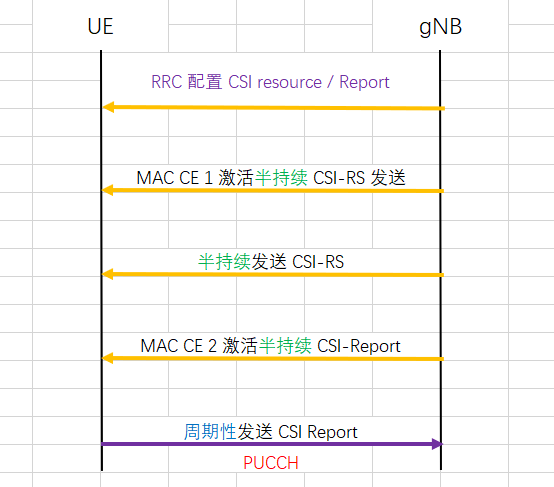 UE gNB
RRC 配置 CSI resource / Report
MAC CE 1 激活半持续 CSI-RS 发送
半持续发送 CSI-RS
MAC CE 2 激活半持续 CSI-Report
周期性发送 CSI Report
PUCCH